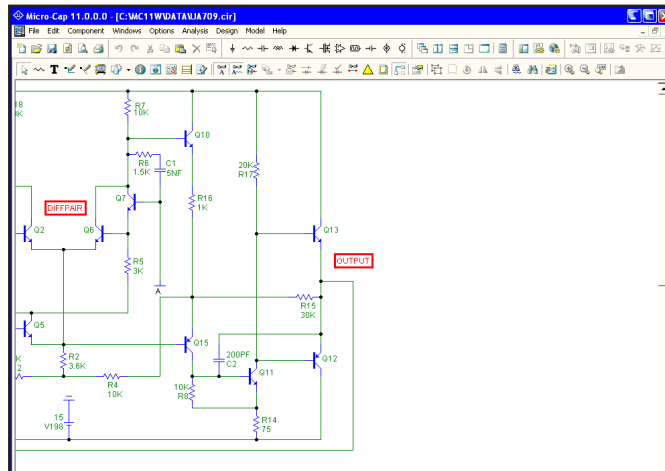 Micro-Cap 11.0.0.0 - [C:\MC11W\DATA\UA709.cir]
File Edit Component Windows Options Analysis Design Model Help
R7
10K
Q10
R6
1.5K
C1
5NF
20K
R17
Q7
R16
1K
DIFFPAIR
Q2
Q6
Q13
OUTPUT
R5
3K
A
R15
30K
Q5
Q15
R2
3.6K
200PF
C2
Q12
Q11
R4
10K
10K
R8
R14
75
15
V198